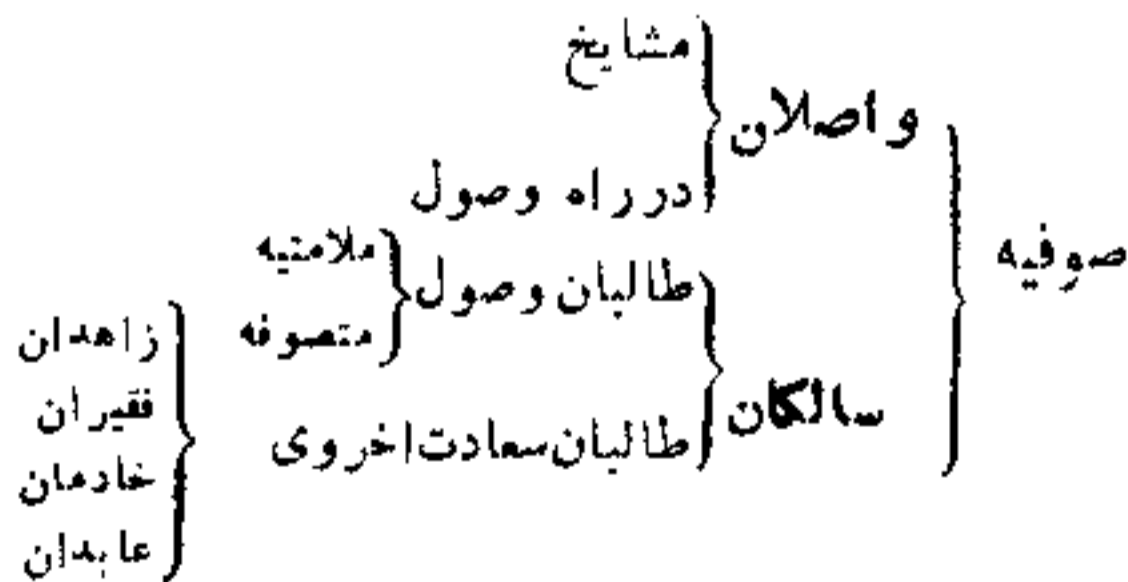 صوفیه
واصلان
مشایخ
در راه وصول
سالکان
طالبان وصول
ملامتیه
متصوفه
طالبان سعادت اخروی
زاهدان
فقیران
خادمان
عابدان